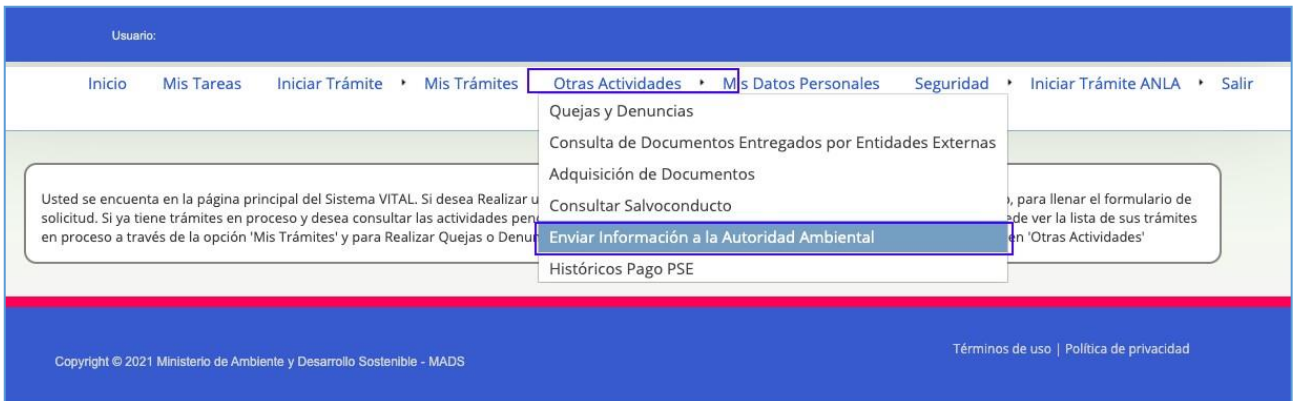 Usuario:
Inicio Mis Tareas Iniciar Trámite Mis Trámites Otras Actividades Mis Datos Personales Seguridad Iniciar Trámite ANLA Salir
Quejas y Denuncias
Consulta de Documentos Entregados por Entidades Externas
Adquisición de Documentos
Consultar Salvoconducto
Enviar Información a la Autoridad Ambiental
Históricos Pago PSE
Usted se encuenta en la página principal del Sistema VITAL. Si desea Realizar , para llenar el formulario de
solicitud. Si ya tiene trámites en proceso y desea consultar las actividades ver la lista de sus trámites
en proceso a través de la opción 'Mis Trámites' y para Realizar Quejas o en 'Otras Actividades'
Copyright © 2021 Ministerio de Ambiente y Desarrollo Sostenible - MADS
Términos de uso | Política de privacidad